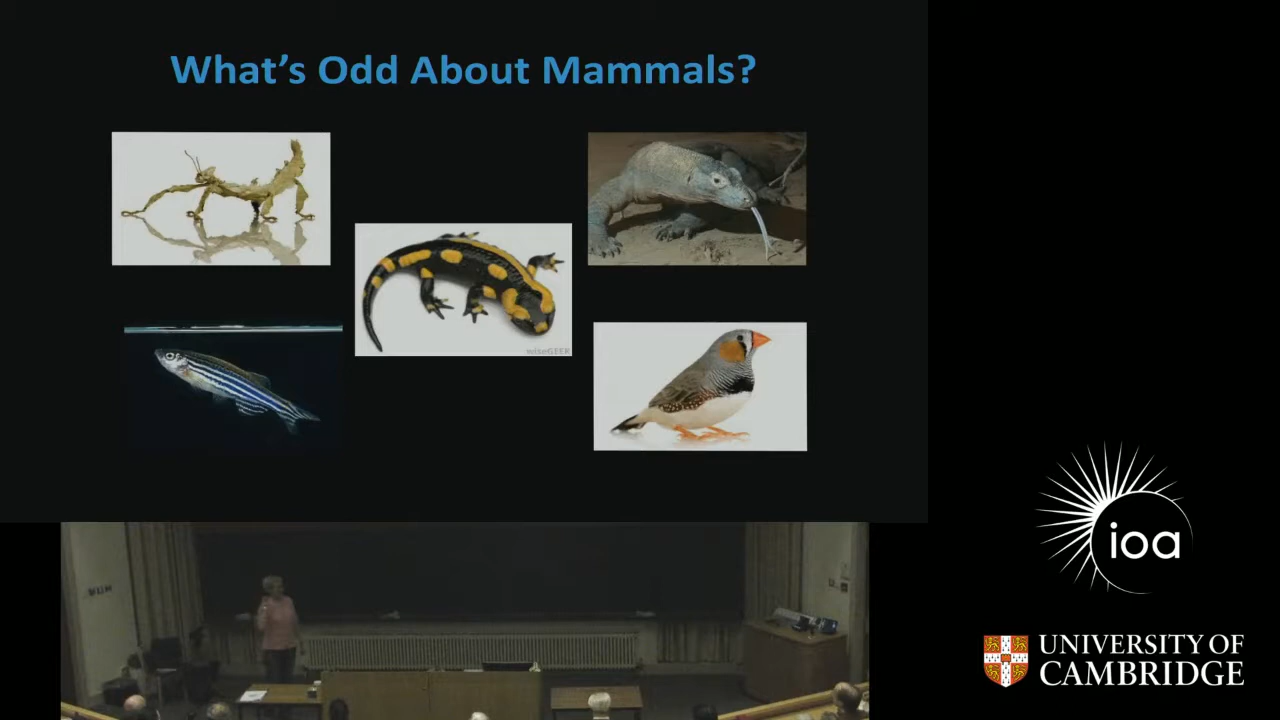 What's Odd About Mammals?
wiseGEEK
ioa
UNIVERSITY OF
CAMBRIDGE